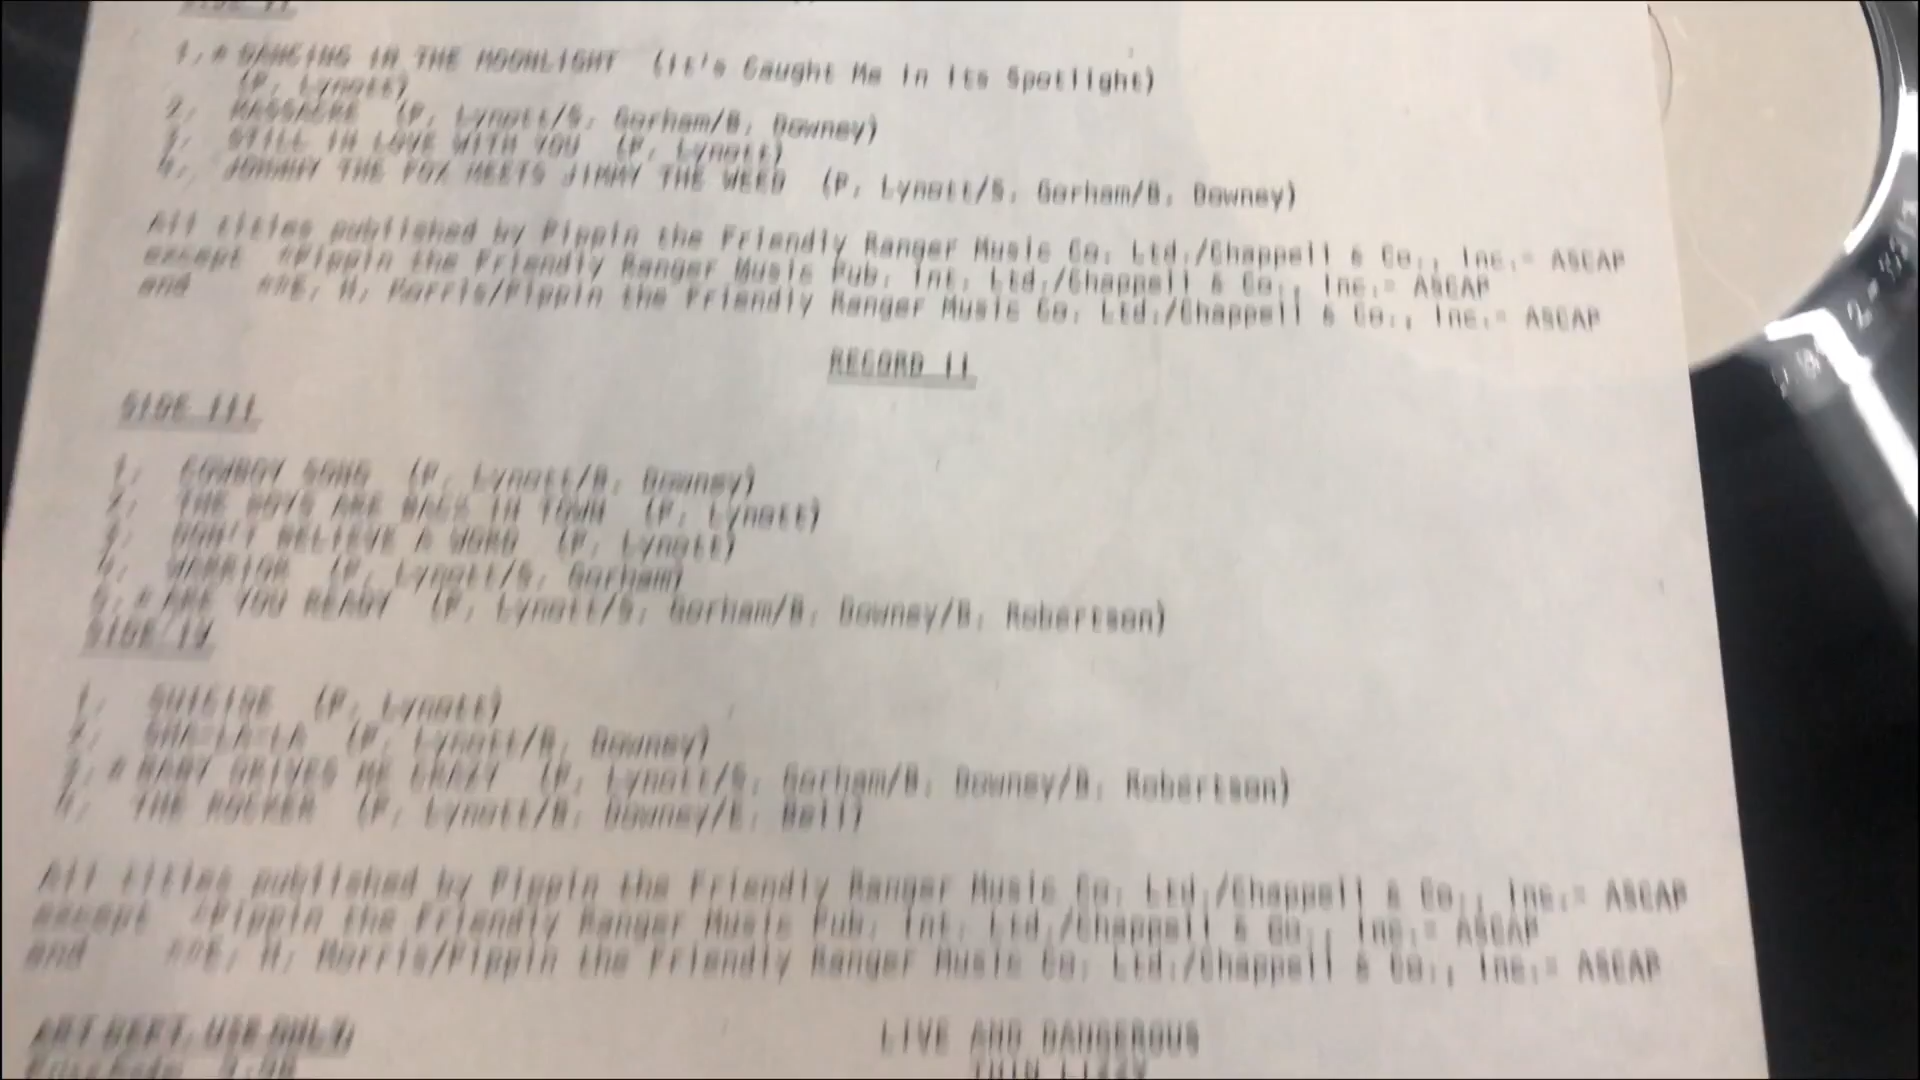 SIDE II
1.* DANCING IN THE MOONLIGHT (It's Caught Me in Its Spotlight)
(P. Lynott)
2. MASSACRE (P. Lynott/S. Gorham/B. Downey)
3. STILL IN LOVE WITH YOU (P. Lynott)
4. JOHNNY THE FOX MEETS JIMMY THE WEED (P. Lynott/S. Gorham/B. Downey)
All titles published by Pippin the Friendly Ranger Music Co. Ltd./Chappell & Co., Inc.- ASCAP
except *Pippin the Friendly Ranger Music Pub. Int. Ltd./Chappell & Co., Inc.- ASCAP
and **E. H. Morris/Pippin the Friendly Ranger Music Co. Ltd./Chappell & Co., Inc.- ASCAP
RECORD II
SIDE III
1. COWBOY SONG (P. Lynott/B. Downey)
2. THE BOYS ARE BACK IN TOWN (P. Lynott)
3. DON'T BELIEVE A WORD (P. Lynott)
4. WARRIOR (P. Lynott/S. Gorham)
5.* ARE YOU READY (P. Lynott/S. Gorham/B. Downey/B. Robertson)
SIDE IV
1. SUICIDE (P. Lynott)
2. SHA-LA-LA (P. Lynott/B. Downey)
3.* BABY DRIVES ME CRAZY (P. Lynott/S. Gorham/B. Downey/B. Robertson)
4. THE ROCKER (P. Lynott/B. Downey/E. Bell)
All titles published by Pippin the Friendly Ranger Music Co. Ltd./Chappell & Co., Inc.- ASCAP
except *Pippin the Friendly Ranger Music Pub. Int. Ltd./Chappell & Co., Inc.- ASCAP
and **E. H. Morris/Pippin the Friendly Ranger Music Co. Ltd./Chappell & Co., Inc.- ASCAP
ART DEPT. USE ONLY: LIVE AND DANGEROUS
THIN LIZZY